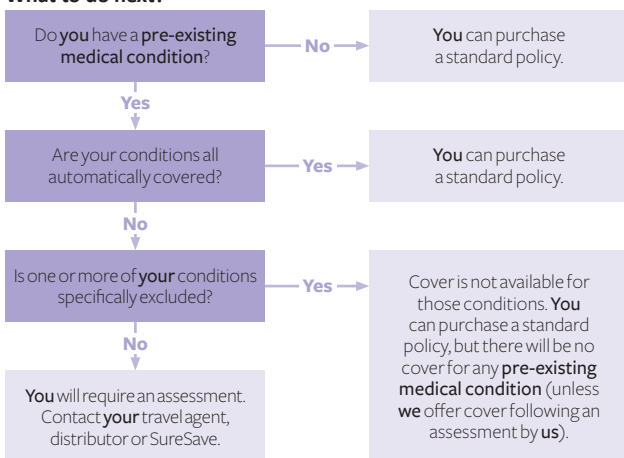 What to do next?
Do you have a pre-existing
medical condition?
No
You can purchase
a standard policy.
Yes
Are your conditions all
automatically covered?
Yes
You can purchase
a standard policy.
No
Is one or more of your conditions
specifically excluded?
Yes
Cover is not available for
those conditions. You
can purchase a standard
policy, but there will be no
cover for any pre-existing
medical condition (unless
we offer cover following an
assessment by us).
No
You will require an assessment.
Contact your travel agent,
distributor or SureSave.